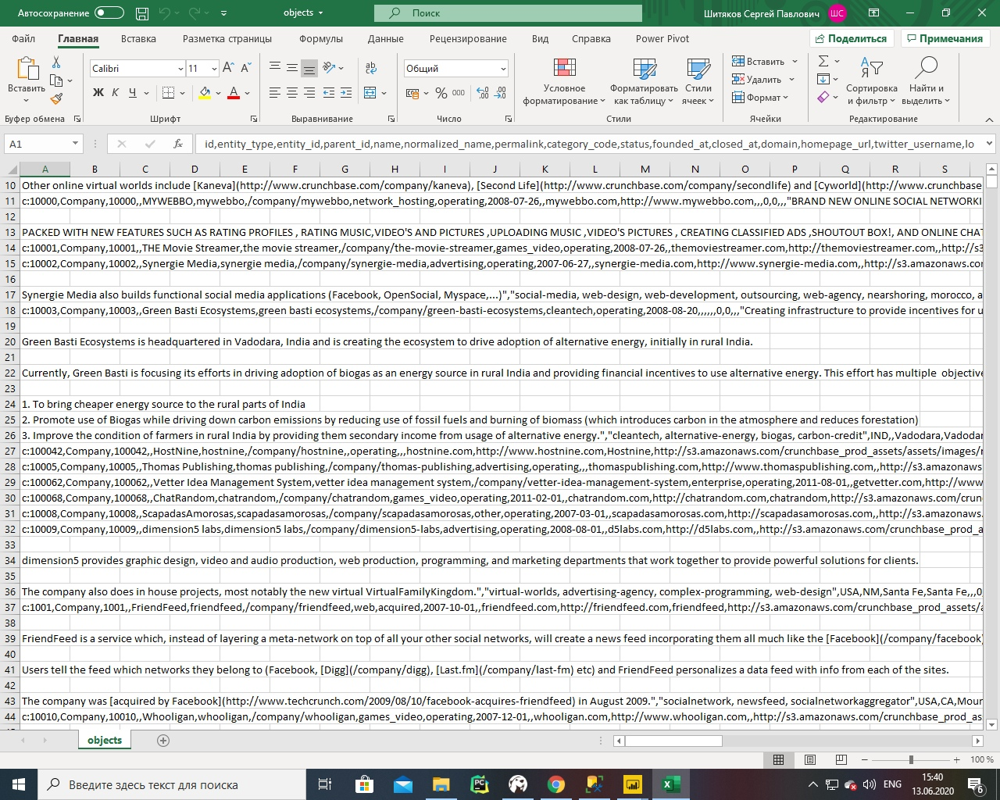 Автосохранение objects Поиск Шитяков Сергей Павлович ШС
Файл Главная Вставка Разметка страницы Формулы Данные Рецензирование Вид Справка Power Pivot Поделиться Примечания
Вставить Calibri 11 Общий Условное форматирование Форматировать как таблицу Стили ячеек Вставить Удалить Формат Сортировка и фильтр Найти и выделить
Ж К Ч % 000
Буфер обмена Шрифт Выравнивание Число Стили Ячейки Редактирование
A1 fx id,entity_type,entity_id,parent_id,name,normalized_name,permalink,category_code,status,founded_at,closed_at,domain,homepage_url,twitter_username,lo
A B C D E F G H I J K L M N O P Q R S
10 Other online virtual worlds include [Kaneva](http://www.crunchbase.com/company/kaneva), [Second Life](http://www.crunchbase.com/company/secondlife) and [Cyworld](http://www.crunchbase
11 c:10000,Company,10000,,MYWEBBO,mywebbo,/company/mywebbo,network_hosting,operating,2008-07-26,,mywebbo.com,http://www.mywebbo.com,,,0,0,,,"BRAND NEW ONLINE SOCIAL NETWORKI
12
13 PACKED WITH NEW FEATURES SUCH AS RATING PROFILES , RATING MUSIC,VIDEO'S AND PICTURES ,UPLOADING MUSIC ,VIDEO'S PICTURES , CREATING CLASSIFIED ADS ,SHOUTOUT BOX!, AND ONLINE CHA
14 c:10001,Company,10001,,THE Movie Streamer,the movie streamer,/company/the-movie-streamer,games_video,operating,2008-07-26,,themoviestreamer.com,http://themoviestreamer.com,,http://s3
15 c:10002,Company,10002,,Synergie Media,synergie media,/company/synergie-media,advertising,operating,2007-06-27,,synergie-media.com,http://www.synergie-media.com,,http://s3.amazonaws.co
16
17 Synergie Media also builds functional social media applications (Facebook, OpenSocial, Myspace,...)","social-media, web-design, web-development, outsourcing, web-agency, nearshoring, morocco, a
18 c:10003,Company,10003,,Green Basti Ecosystems,green basti ecosystems,/company/green-basti-ecosystems,cleantech,operating,2008-08-20,,,,,,0,0,,,"Creating infrastructure to provide incentives for u
19
20 Green Basti Ecosystems is headquartered in Vadodara, India and is creating the ecosystem to drive adoption of alternative energy, initially in rural India.
21
22 Currently, Green Basti is focusing its efforts in driving adoption of biogas as an energy source in rural India and providing financial incentives to use alternative energy. This effort has multiple objective
23
24 1. To bring cheaper energy source to the rural parts of India
25 2. Promote use of Biogas while driving down carbon emissions by reducing use of fossil fuels and burning of biomass (which introduces carbon in the atmosphere and reduces forestation)
26 3. Improve the condition of farmers in rural India by providing them secondary income from usage of alternative energy.","cleantech, alternative-energy, biogas, carbon-credit",IND,,Vadodara,Vadodar
27 c:100042,Company,100042,,HostNine,hostnine,/company/hostnine,,operating,,,hostnine.com,http://www.hostnine.com,Hostnine,http://s3.amazonaws.com/crunchbase_prod_assets/assets/images/r
28 c:10005,Company,10005,,Thomas Publishing,thomas publishing,/company/thomas-publishing,advertising,operating,,,thomaspublishing.com,http://www.thomaspublishing.com,,http://s3.amazonaws
29 c:100062,Company,100062,,Vetter Idea Management System,vetter idea management system,/company/vetter-idea-management-system,enterprise,operating,2011-08-01,,getvetter.com,http://www
30 c:100068,Company,100068,,ChatRandom,chatrandom,/company/chatrandom,games_video,operating,2011-02-01,,chatrandom.com,http://chatrandom.com,chatrandom,http://s3.amazonaws.com/crun
31 c:10008,Company,10008,,ScapadasAmorosas,scapadasamorosas,/company/scapadasamorosas,other,operating,2007-03-01,,scapadasamorosas.com,http://scapadasamorosas.com,,http://s3.amazonaws.
32 c:10009,Company,10009,,dimension5 labs,dimension5 labs,/company/dimension5-labs,advertising,operating,2008-08-01,,d5labs.com,http://d5labs.com,,http://s3.amazonaws.com/crunchbase_prod_a
33
34 dimension5 provides graphic design, video and audio production, web production, programming, and marketing departments that work together to provide powerful solutions for clients.
35
36 The company also does in house projects, most notably the new virtual VirtualFamilyKingdom.","virtual-worlds, advertising-agency, complex-programming, web-design",USA,NM,Santa Fe,Santa Fe,,,0
37 c:1001,Company,1001,,FriendFeed,friendfeed,/company/friendfeed,web,acquired,2007-10-01,,friendfeed.com,http://friendfeed.com,friendfeed,http://s3.amazonaws.com/crunchbase_prod_assets/a
38
39 FriendFeed is a service which, instead of layering a meta-network on top of all your other social networks, will create a news feed incorporating them all much like the [Facebook](/company/facebook)
40
41 Users tell the feed which networks they belong to (Facebook, [Digg](/company/digg), [Last.fm](/company/last-fm) etc) and FriendFeed personalizes a data feed with info from each of the sites.
42
43 The company was [acquired by Facebook](http://www.techcrunch.com/2009/08/10/facebook-acquires-friendfeed) in August 2009.","socialnetwork, newsfeed, socialnetworkaggregator",USA,CA,Moun
44 c:10010,Company,10010,,Whooligan,whooligan,/company/whooligan,games_video,operating,2007-12-01,,whooligan.com,http://www.whooligan.com,,http://s3.amazonaws.com/crunchbase_prod_as
objects
100 %
Введите здесь текст для поиска ENG 15:40
13.06.2020 6